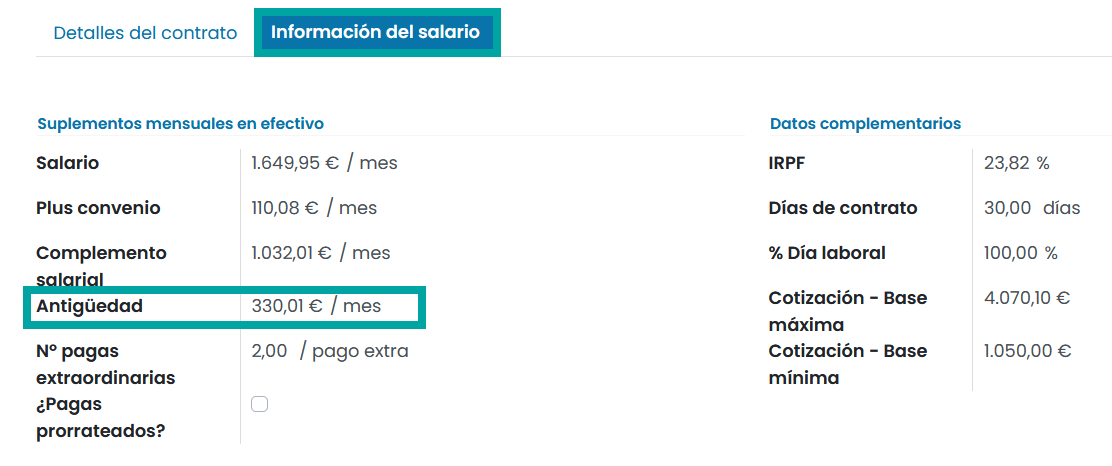 Detalles del contrato Información del salario
Suplementos mensuales en efectivo
Salario 1.649,95 € / mes
Plus convenio 110,08 € / mes
Complemento salarial 1.032,01 € / mes
Antigüedad 330,01 € / mes
Nº pagas extraordinarias 2,00 / pago extra
¿Pagas prorrateados?
Datos complementarios
IRPF 23,82 %
Días de contrato 30,00 días
% Día laboral 100,00 %
Cotización - Base máxima 4.070,10 €
Cotización - Base mínima 1.050,00 €